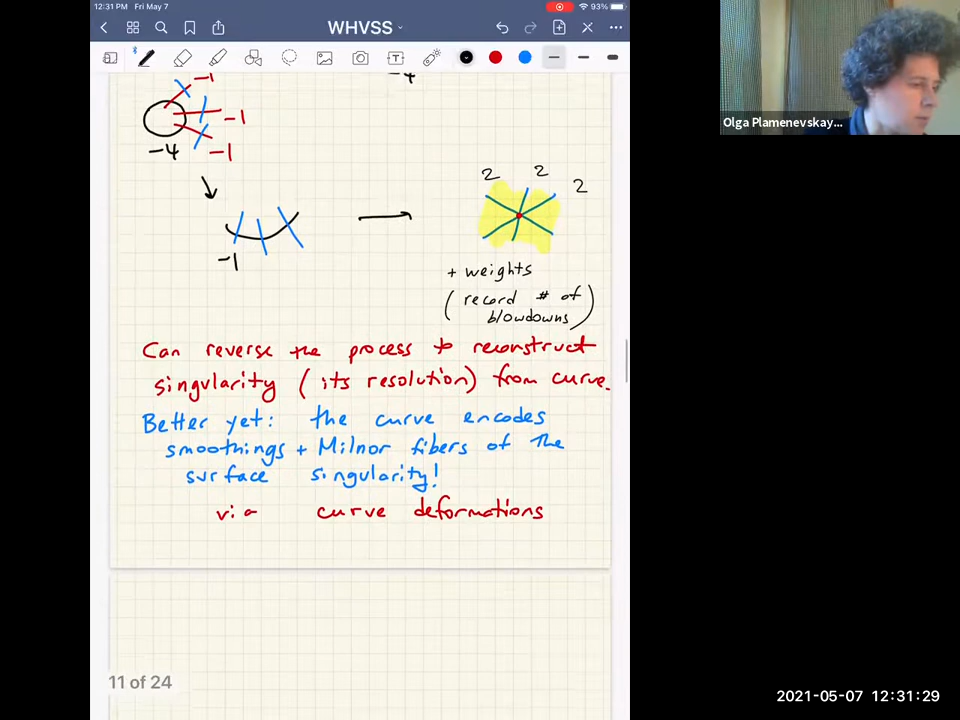 12:31 PM Fri May 7
93%
WHVSS
T
-1
-4
-1
-4
-1
2 2 2
-1
+ weights
(record # of
blowdowns)
Can reverse the process to reconstruct
singularity (its resolution) from curve.
Better yet: the curve encodes
smoothings + Milnor fibers of the
surface singularity!
via curve deformations
11 of 24
Olga Plamenevskay...
2021-05-07 12:31:29